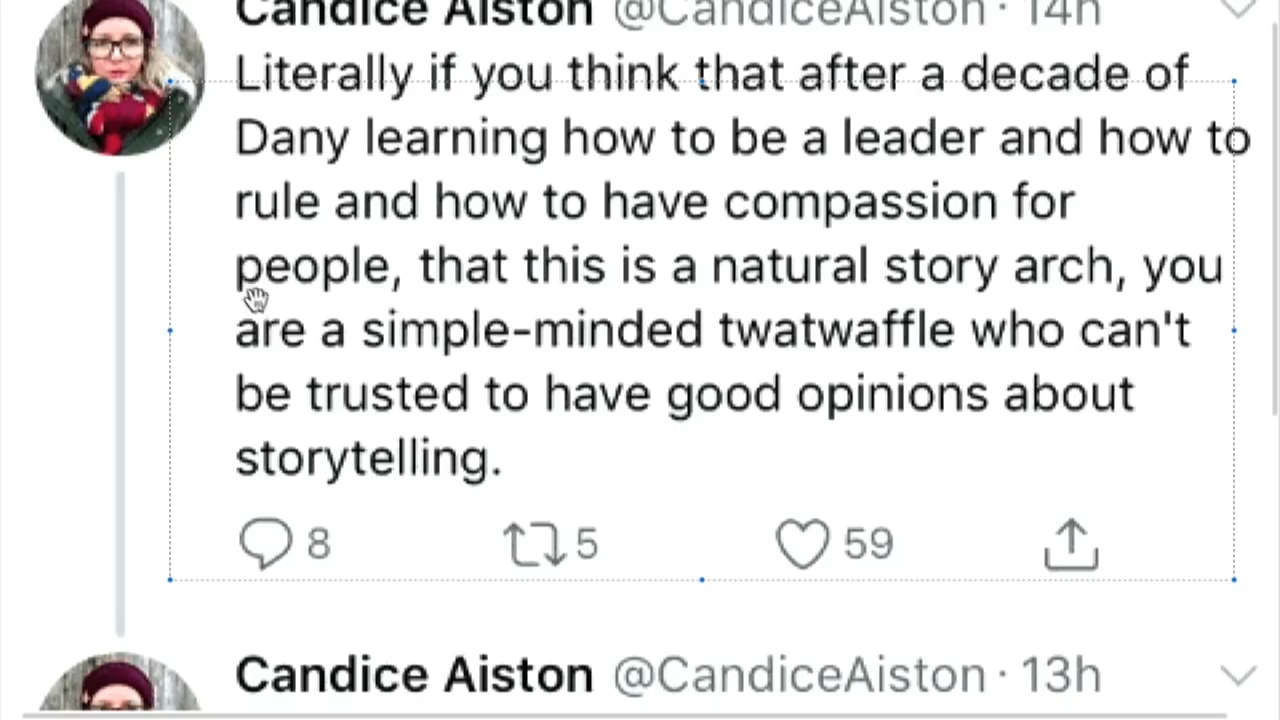 Candice Aiston @CandiceAiston · 14h
Literally if you think that after a decade of
Dany learning how to be a leader and how to
rule and how to have compassion for
people, that this is a natural story arch, you
are a simple-minded twatwaffle who can't
be trusted to have good opinions about
storytelling.
8 5 59
Candice Aiston @CandiceAiston · 13h